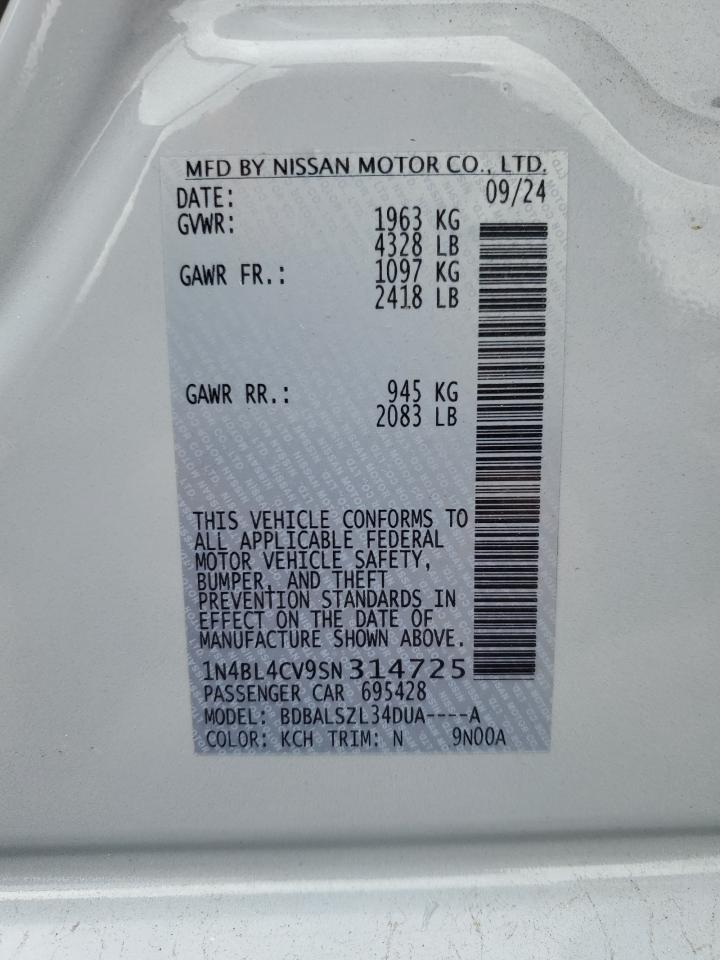 MFD BY NISSAN MOTOR CO., LTD.
DATE: 09/24
GVWR: 1963 KG
4328 LB
GAWR FR.: 1097 KG
2418 LB
GAWR RR.: 945 KG
2083 LB
THIS VEHICLE CONFORMS TO
ALL APPLICABLE FEDERAL
MOTOR VEHICLE SAFETY,
BUMPER, AND THEFT
PREVENTION STANDARDS IN
EFFECT ON THE DATE OF
MANUFACTURE SHOWN ABOVE.
1N4BL4CV9SN314725
PASSENGER CAR 695428
MODEL: BDBALSZL34DUA----A
COLOR: KCH TRIM: N 9N00A